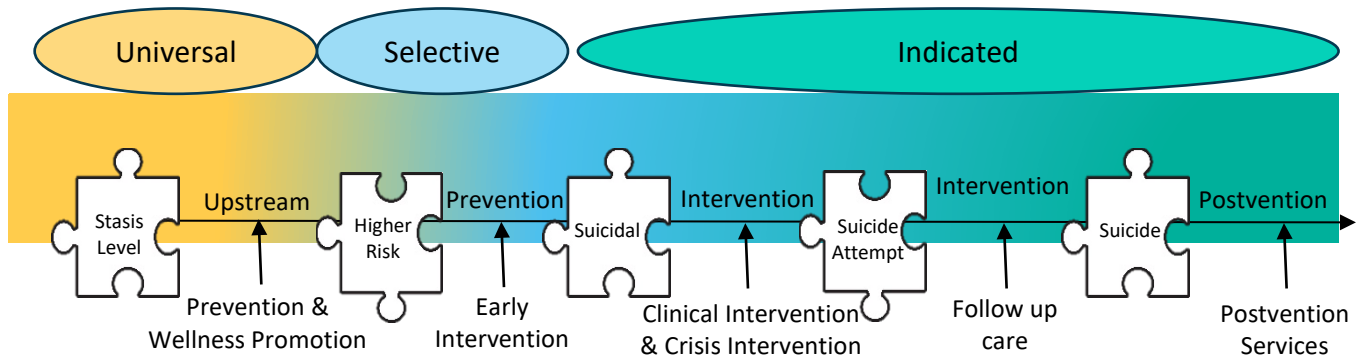 Universal
Selective
Indicated
Upstream
Prevention
Intervention
Intervention
Postvention
Stasis
Level
Higher
Risk
Suicidal
Suicide
Attempt
Suicide
Prevention &
Wellness Promotion
Early
Intervention
Clinical Intervention
& Crisis Intervention
Follow up
care
Postvention
Services